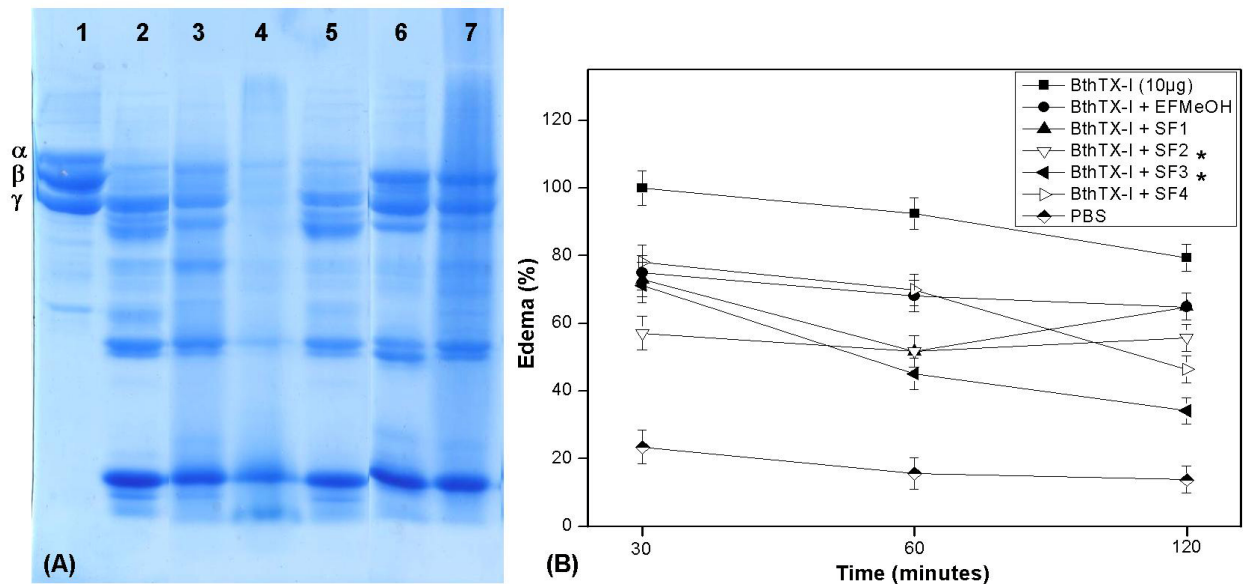 1 2 3 4 5 6 7
α
β
γ
(A)
120
100
80
60
40
20
0
Edema (%)
30 60 120
Time (minutes)
(B)
BthTX-I (10µg)
BthTX-I + EFMeOH
BthTX-I + SF1
BthTX-I + SF2 *
BthTX-I + SF3 *
BthTX-I + SF4
PBS